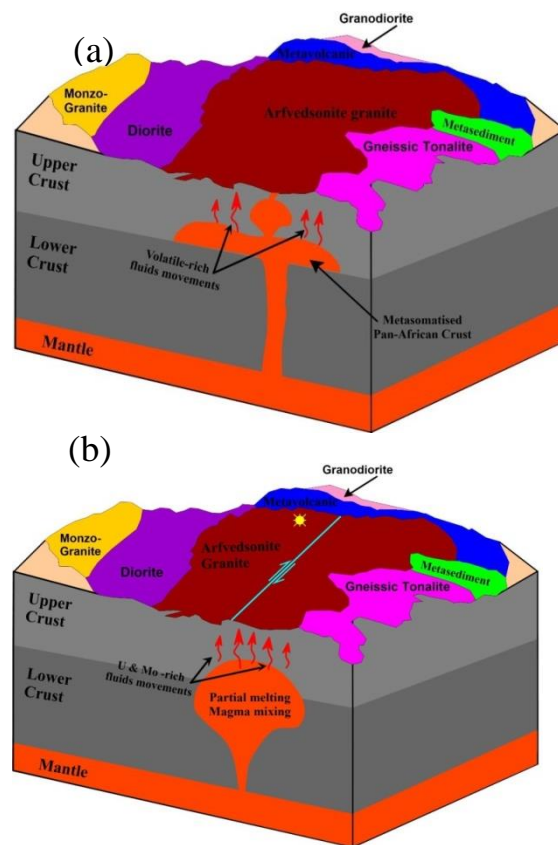 (a)
Granodiorite
Metavolcanic
Monzo-
Granite
Arfvedsonite granite
Diorite
Metasediment
Gneissic Tonalite
Upper
Crust
Lower
Crust
Volatile-rich
fluids movements
Metasomatised
Pan-African Crust
Mantle
(b)
Granodiorite
Metavolcanic
Monzo-
Granite
Arfvedsonite
Granite
Diorite
Metasediment
Gneissic Tonalite
Upper
Crust
U & Mo -rich
fluids movements
Lower
Crust
Partial melting
Magma mixing
Mantle